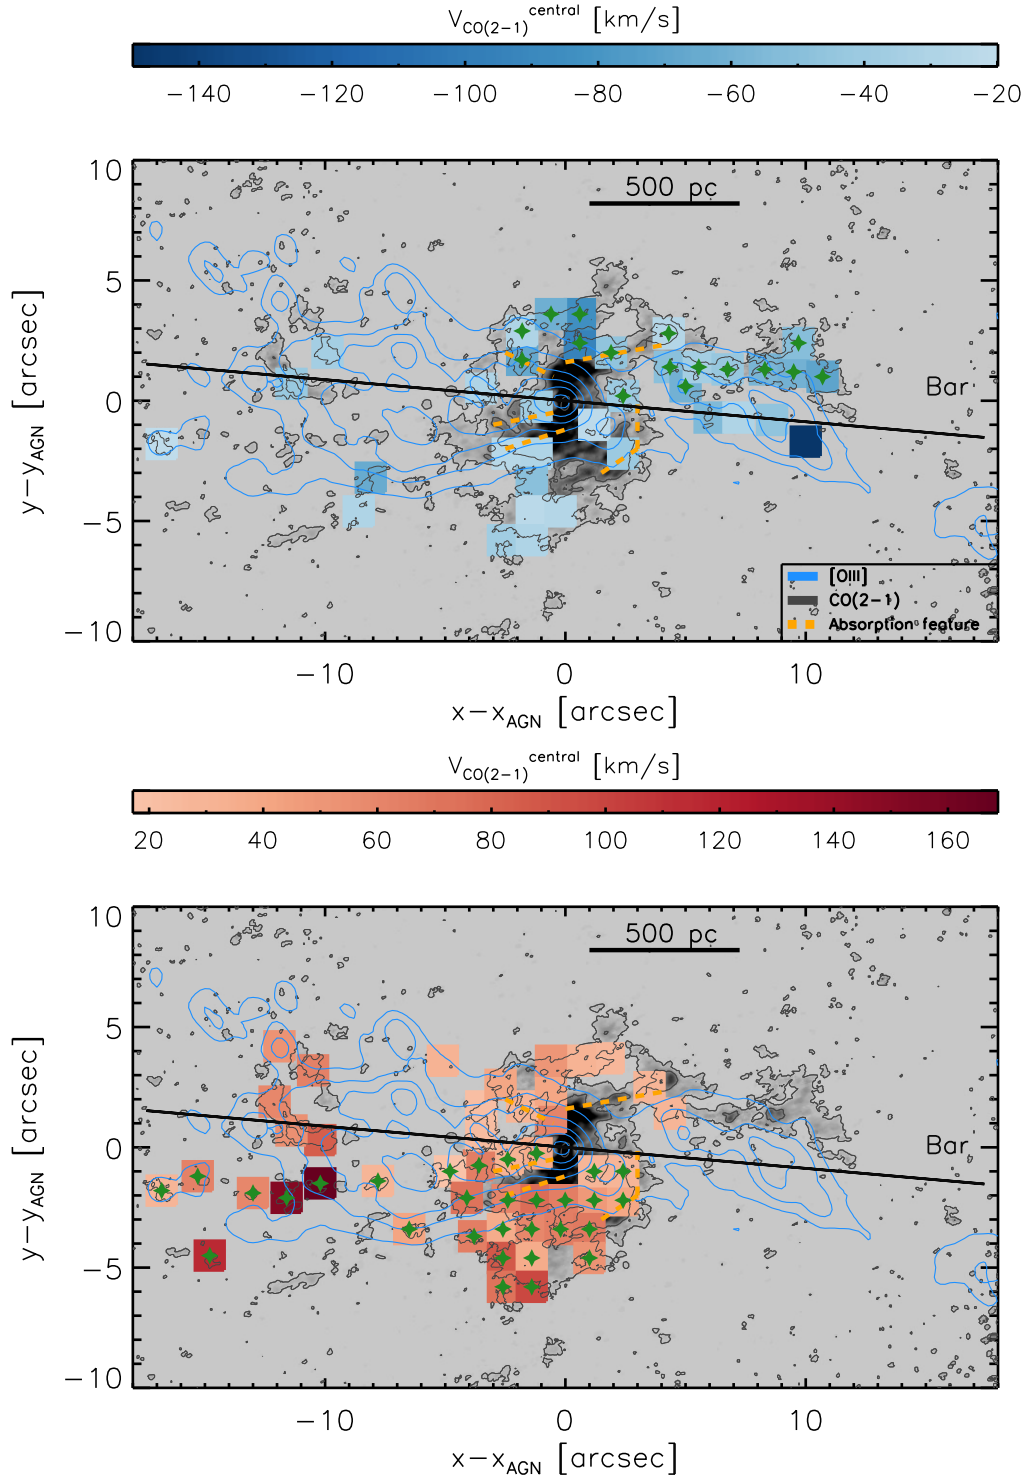 V_CO(2−1)^central [km/s]
−140 −120 −100 −80 −60 −40 −20
10
5
0
−5
−10
y−y_AGN [arcsec]
500 pc
Bar
[OIII]
CO(2−1)
Absorption feature
−10 0 10
x−x_AGN [arcsec]
V_CO(2−1)^central [km/s]
20 40 60 80 100 120 140 160
10
5
0
−5
−10
y−y_AGN [arcsec]
500 pc
Bar
−10 0 10
x−x_AGN [arcsec]